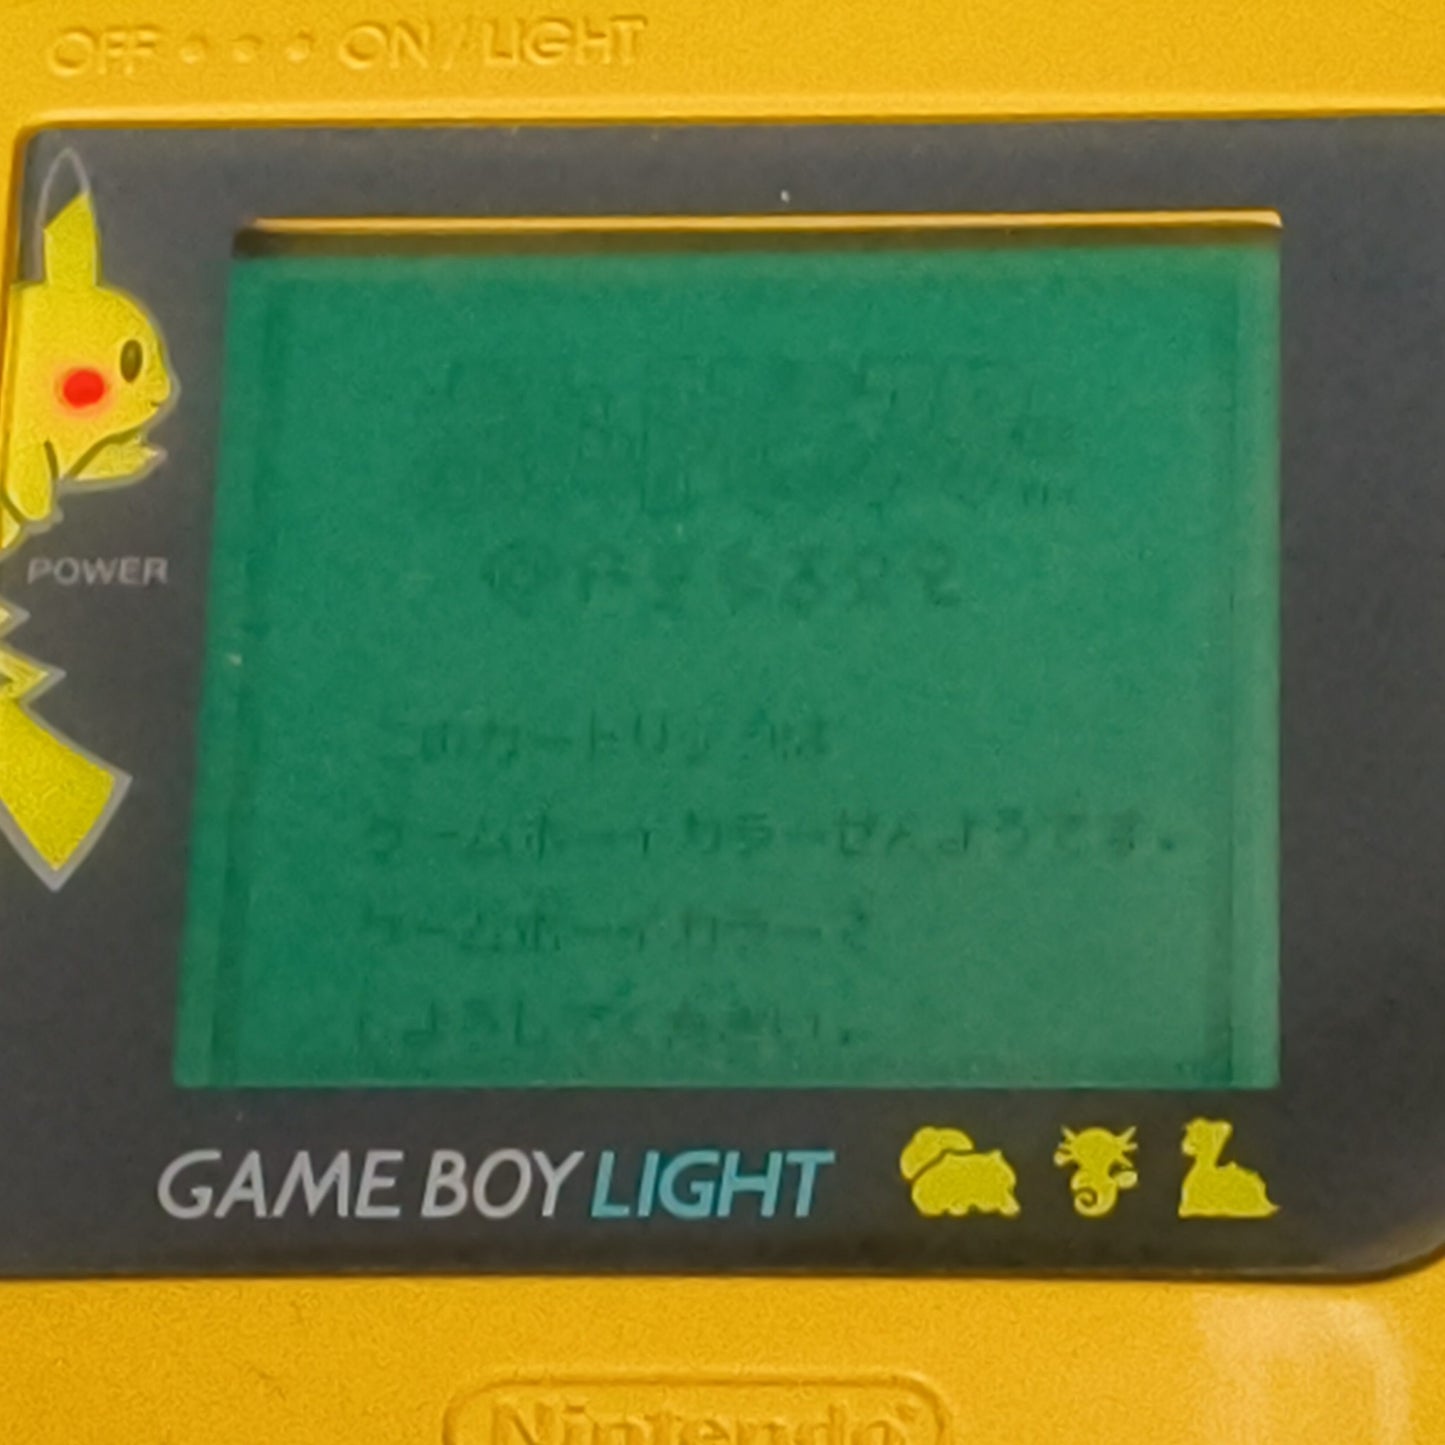 OFF ON/LIGHT
POWER
このカートリッジは
ゲームボーイカラーせんようです。
ゲームボーイカラーで
しようしてください。
GAME BOY LIGHT
Nintendo